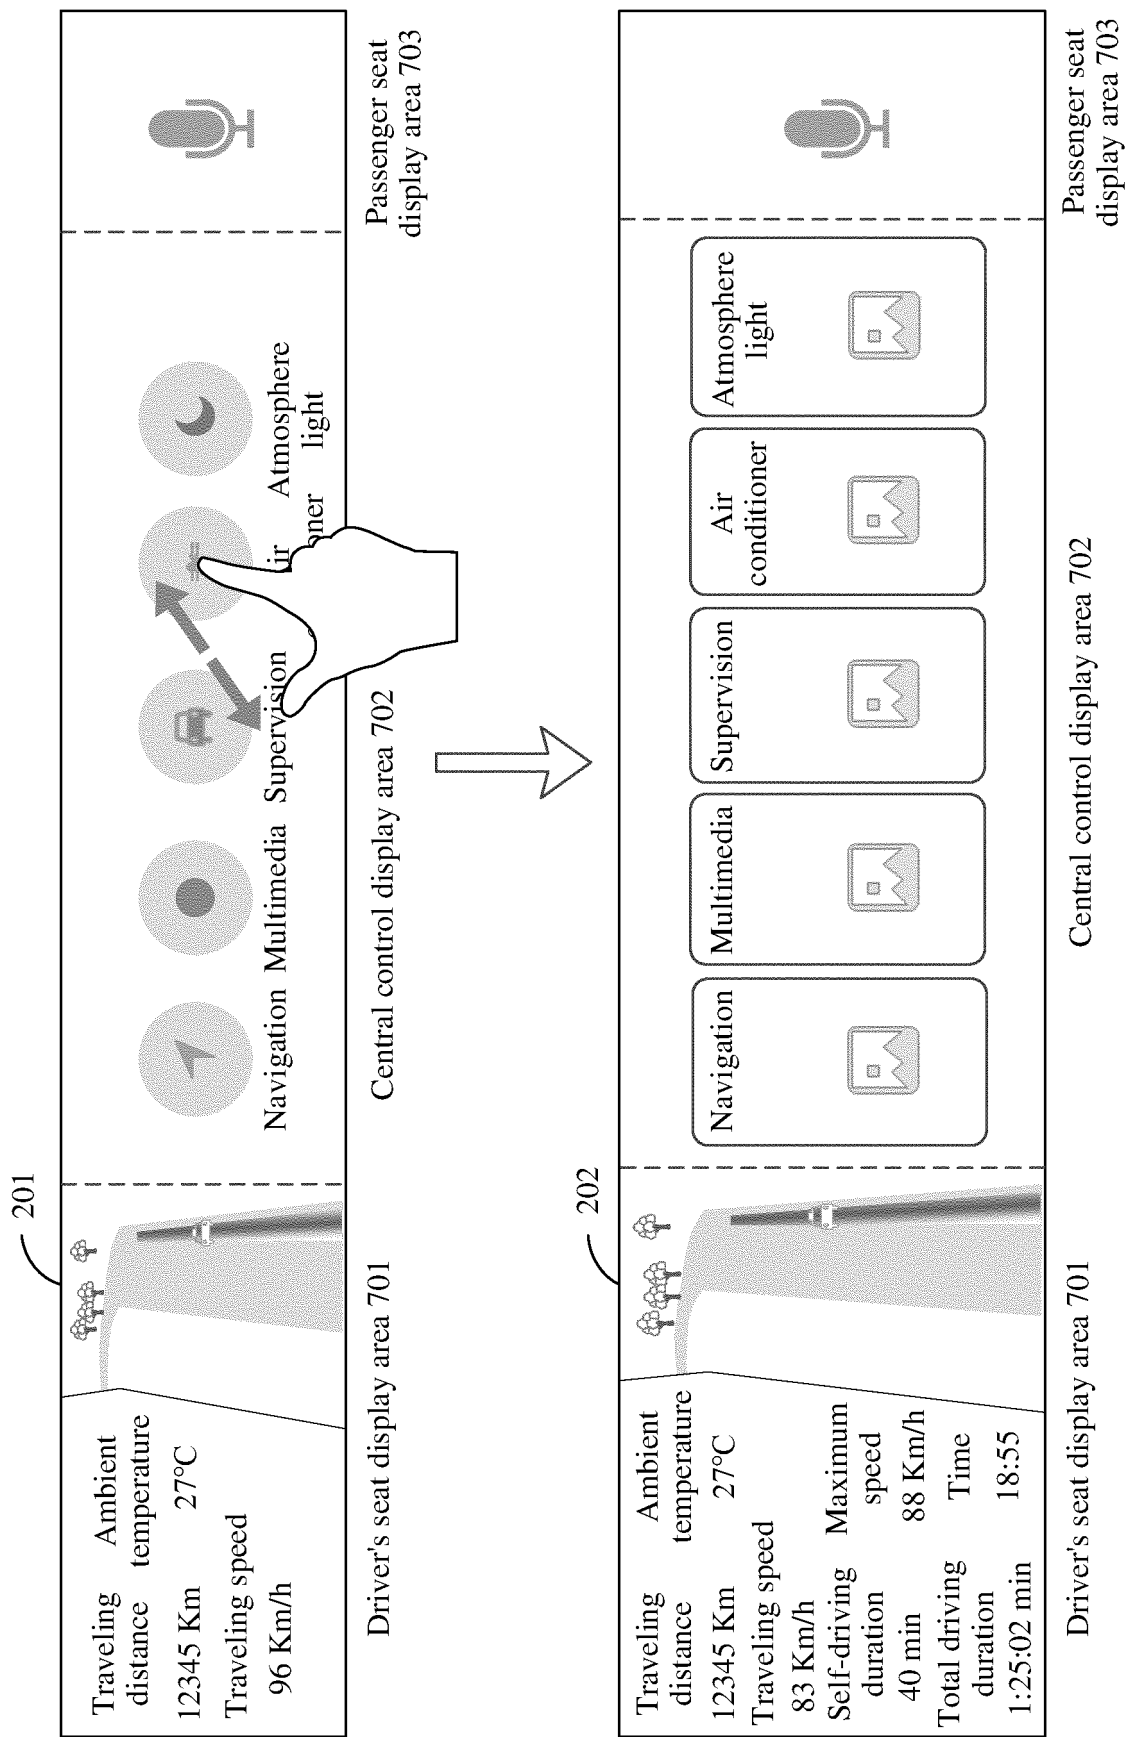 201
Traveling
distance
12345 Km
Ambient
temperature
27°C
Traveling speed
96 Km/h
Navigation
Multimedia
Supervision
ir
oner
Atmosphere
light
Driver's seat display area 701
Central control display area 702
Passenger seat
display area 703
202
Traveling
distance
12345 Km
Ambient
temperature
27°C
Traveling speed
83 Km/h
Self-driving
duration
40 min
Maximum
speed
88 Km/h
Total driving
duration
1:25:02 min
Time
18:55
Navigation
Multimedia
Supervision
Air
conditioner
Atmosphere
light
Driver's seat display area 701
Central control display area 702
Passenger seat
display area 703